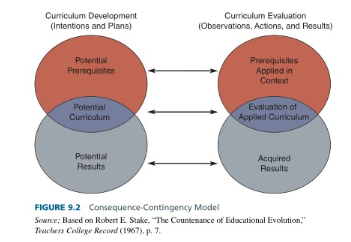 Curriculum Development
(Intentions and Plans)
Curriculum Evaluation
(Observations, Actions, and Results)
Potential
Prerequisites
Prerequisites
Applied in
Context
Potential
Curriculum
Evaluation of
Applied Curriculum
Potential
Results
Acquired
Results
FIGURE 9.2 Consequence-Contingency Model
Source: Based on Robert E. Stake, “The Countenance of Educational Evolution,”
Teachers College Record (1967), p. 7.